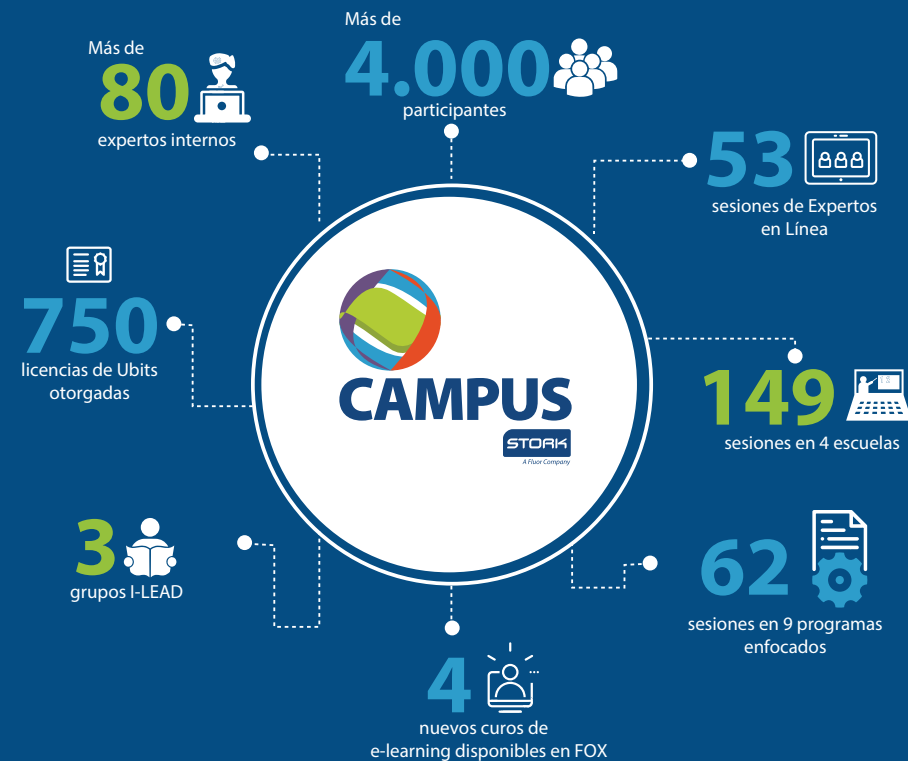 Más de
80
expertos internos
Más de
4.000
participantes
53
sesiones de Expertos
en Línea
750
licencias de Ubits
otorgadas
CAMPUS
STORK
A Fluor Company
149
sesiones en 4 escuelas
3
grupos I-LEAD
62
sesiones en 9 programas
enfocados
4
nuevos curos de
e-learning disponibles en FOX